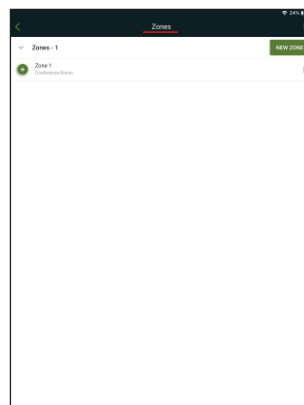 24%
Zones
Zones - 1
NEW ZONE
Zone 1
Conference Room